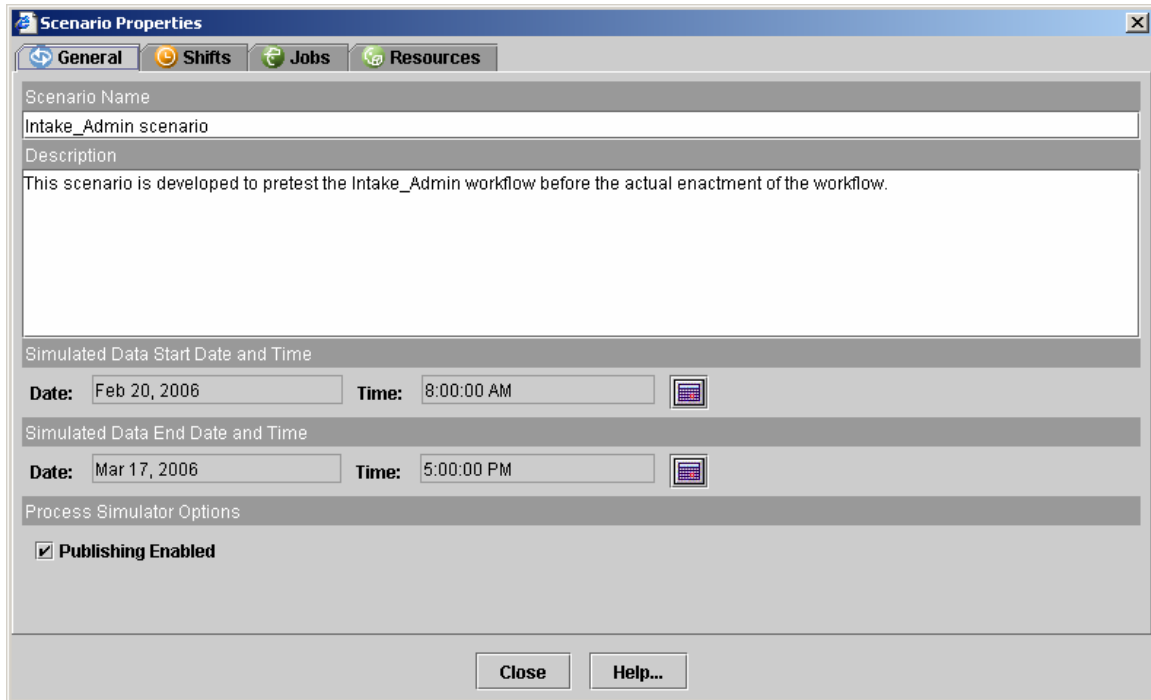 Scenario Properties
General Shifts Jobs Resources
Scenario Name
Intake_Admin scenario
Description
This scenario is developed to pretest the Intake_Admin workflow before the actual enactment of the workflow.
Simulated Data Start Date and Time
Date: Feb 20, 2006 Time: 8:00:00 AM
Simulated Data End Date and Time
Date: Mar 17, 2006 Time: 5:00:00 PM
Process Simulator Options
Publishing Enabled
Close Help...